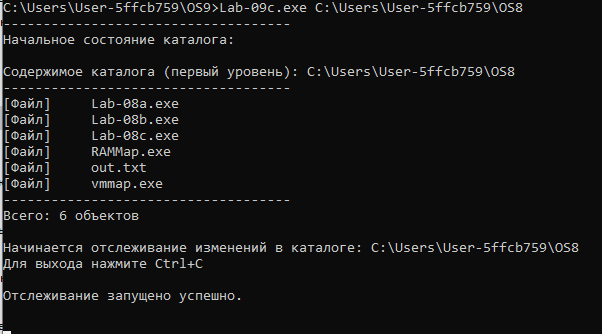 C:\Users\User-5ffcb759\OS9>Lab-09c.exe C:\Users\User-5ffcb759\OS8
------------------------------------
Начальное состояние каталога:
Содержимое каталога (первый уровень): C:\Users\User-5ffcb759\OS8
------------------------------------
[Файл]     Lab-08a.exe
[Файл]     Lab-08b.exe
[Файл]     Lab-08c.exe
[Файл]     RAMMap.exe
[Файл]     out.txt
[Файл]     vmmap.exe
------------------------------------
Всего: 6 объектов
Начинается отслеживание изменений в каталоге: C:\Users\User-5ffcb759\OS8
Для выхода нажмите Ctrl+C
Отслеживание запущено успешно.